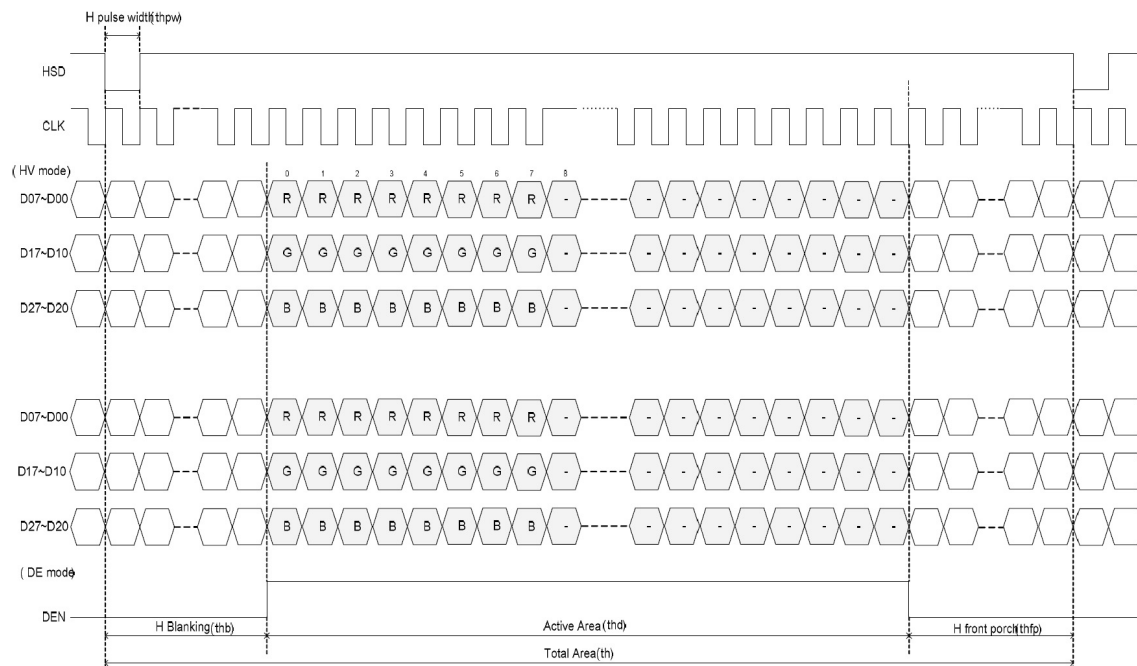 H pulse width(thpw)
HSD
CLK
( HV mode)
0 1 2 3 4 5 6 7 8
D07~D00 R R R R R R R R - - - - - - - - -
D17~D10 G G G G G G G G - - - - - - - - -
D27~D20 B B B B B B B B - - - - - - - - -
D07~D00 R R R R R R R R - - - - - - - - -
D17~D10 G G G G G G G G - - - - - - - - -
D27~D20 B B B B B B B B - - - - - - - - -
( DE mode)
DEN
H Blanking(thb) Active Area(thd) H front porch(thfp)
Total Area(th)